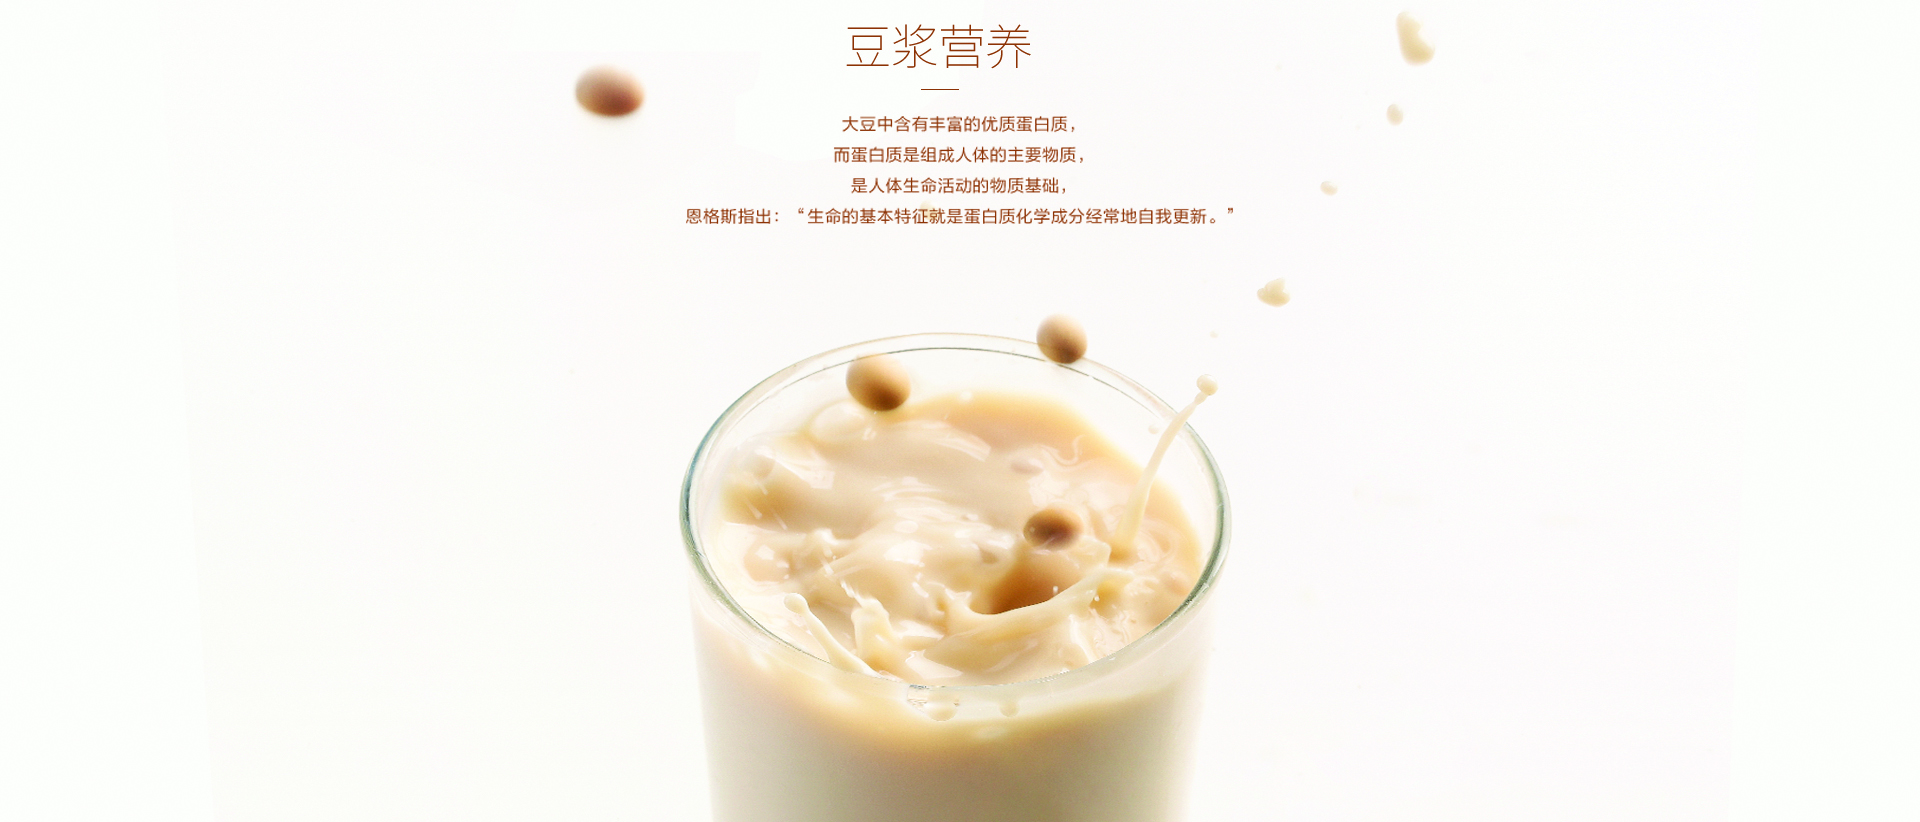 豆浆营养
大豆中含有丰富的优质蛋白质，
而蛋白质是组成人体的主要物质，
是人体生命活动的物质基础，
恩格斯指出：“生命的基本特征就是蛋白质化学成分经常地自我更新。”